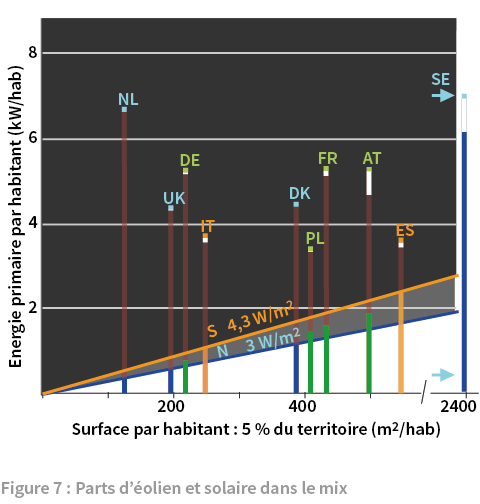 Energie primaire par habitant (kW/hab)
8
6
4
2
NL
UK
DE
IT
DK
PL
FR
AT
ES
SE
S 4,3 W/m²
N 3 W/m²
200
400
2400
Surface par habitant : 5 % du territoire (m²/hab)
Figure 7 : Parts d’éolien et solaire dans le mix